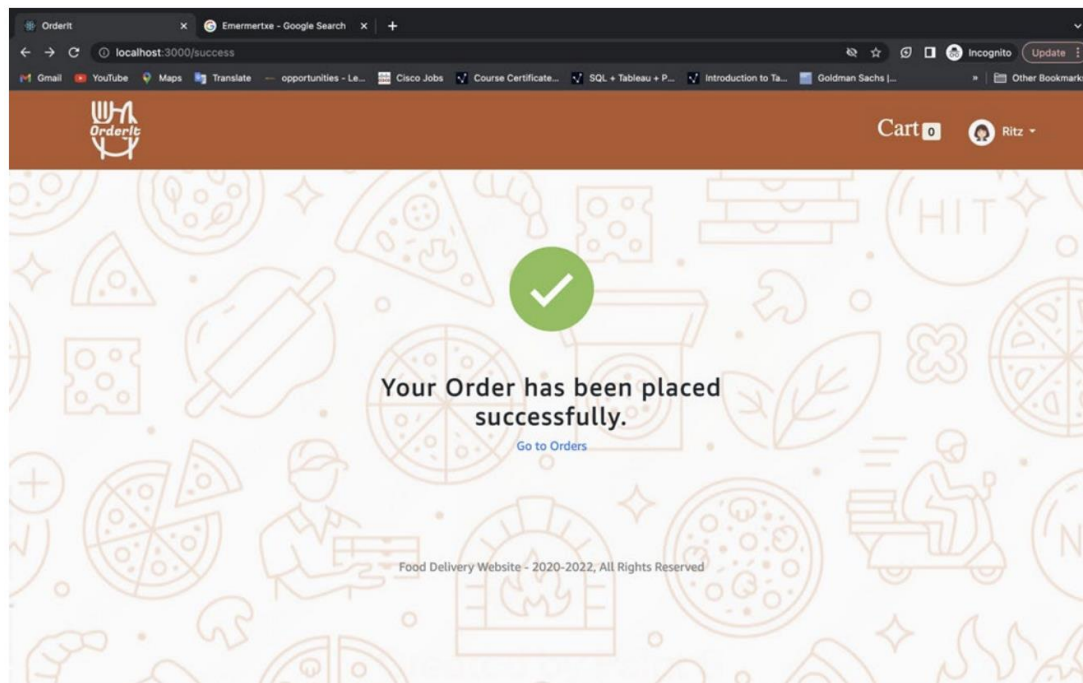 OrderIt
Emermertxe - Google Search
localhost:3000/success
Incognito
Update
Gmail
YouTube
Maps
Translate
opportunities - Le...
Cisco Jobs
Course Certificate...
SQL + Tableau + P...
Introduction to Ta...
Goldman Sachs |...
»
Other Bookmarks
OrderIt
Cart 0
Ritz
HIT
Your Order has been placed
successfully.
Go to Orders
Food Delivery Website - 2020-2022, All Rights Reserved